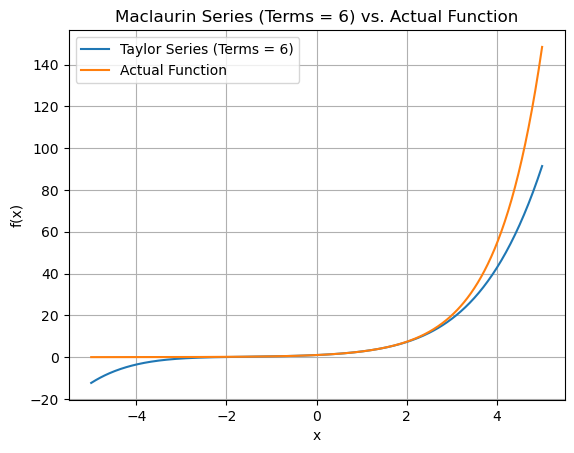 Maclaurin Series (Terms = 6) vs. Actual Function
Taylor Series (Terms = 6)
Actual Function
140
120
100
80
60
40
20
0
−20
f(x)
−4
−2
0
2
4
x